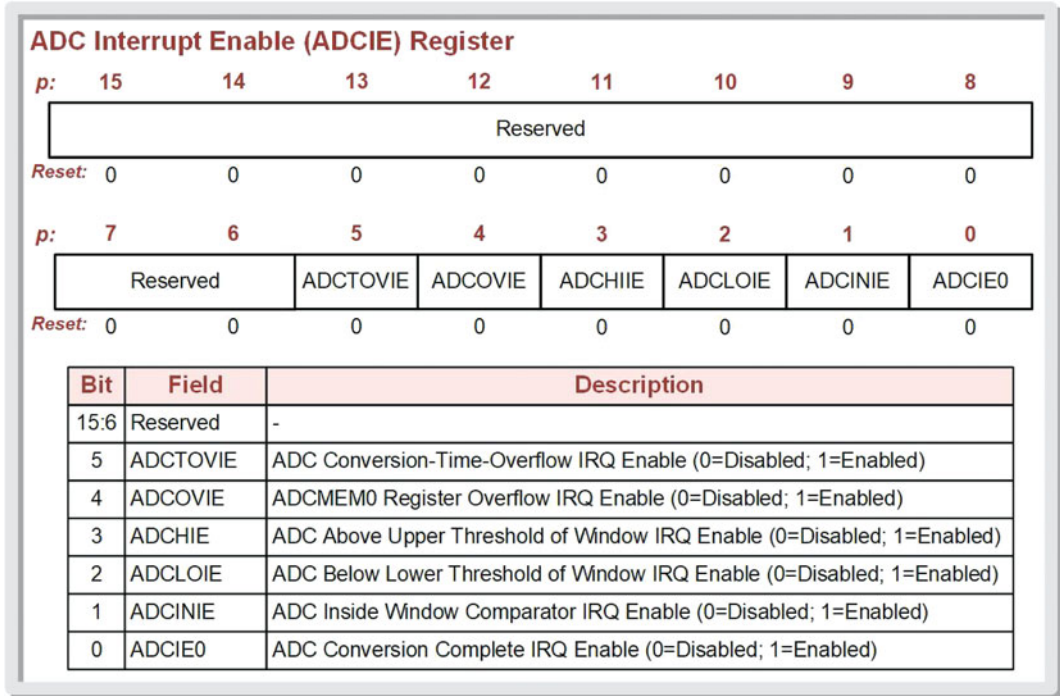 ADC Interrupt Enable (ADCIE) Register
p: 15 14 13 12 11 10 9 8
Reserved
Reset: 0 0 0 0 0 0 0 0
p: 7 6 5 4 3 2 1 0
Reserved ADCTOVIE ADCOVIE ADCHIIE ADCLOIE ADCINIE ADCIE0
Reset: 0 0 0 0 0 0 0 0
Bit Field Description
15:6 Reserved -
5 ADCTOVIE ADC Conversion-Time-Overflow IRQ Enable (0=Disabled; 1=Enabled)
4 ADCOVIE ADCMEM0 Register Overflow IRQ Enable (0=Disabled; 1=Enabled)
3 ADCHIE ADC Above Upper Threshold of Window IRQ Enable (0=Disabled; 1=Enabled)
2 ADCLOIE ADC Below Lower Threshold of Window IRQ Enable (0=Disabled; 1=Enabled)
1 ADCINIE ADC Inside Window Comparator IRQ Enable (0=Disabled; 1=Enabled)
0 ADCIE0 ADC Conversion Complete IRQ Enable (0=Disabled; 1=Enabled)